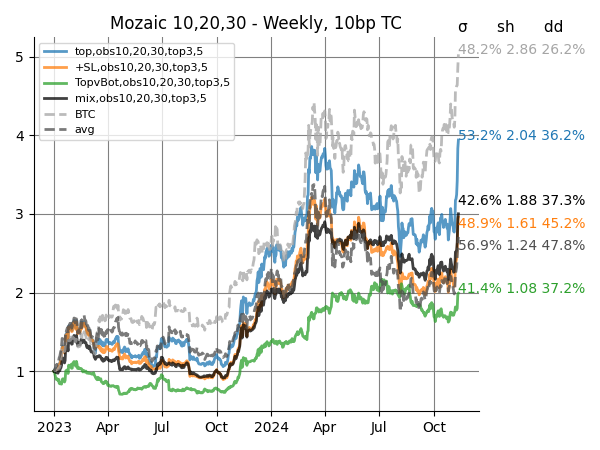 Mozaic 10,20,30 - Weekly, 10bp TC
σ sh dd
top,obs10,20,30,top3,5
+SL,obs10,20,30,top3,5
TopvBot,obs10,20,30,top3,5
mix,obs10,20,30,top3,5
BTC
avg
48.2% 2.86 26.2%
53.2% 2.04 36.2%
42.6% 1.88 37.3%
48.9% 1.61 45.2%
56.9% 1.24 47.8%
41.4% 1.08 37.2%
5
4
3
2
1
2023 Apr Jul Oct 2024 Apr Jul Oct